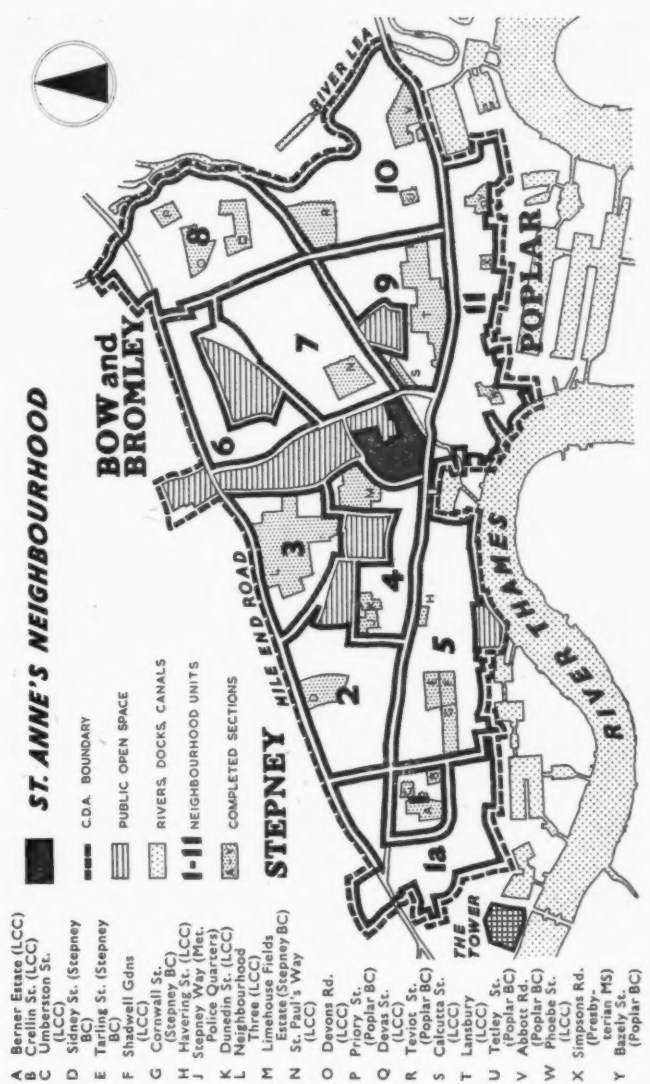 ST. ANNE'S NEIGHBOURHOOD
C.D.A. BOUNDARY
PUBLIC OPEN SPACE
RIVERS, DOCKS, CANALS
1-11 NEIGHBOURHOOD UNITS
A-Y COMPLETED SECTIONS
STEPNEY
MILE END ROAD
BOW and
BROMLEY
RIVER LEA
POPLAR
RIVER THAMES
THE
TOWER
1a
2
3
4
5
6
7
8
9
10
11
D
L
M
H
G
N
S
T
R
A Berner Estate (LCC)
B Crellin St. (LCC)
C Umberston St.
(LCC)
D Sidney St. (Stepney
BC)
E Tarling St. (Stepney
BC)
F Shadwell Gdns
(LCC)
G Cornwall St.
(Stepney BC)
H Havering St. (LCC)
J Stepney Way (Met.
Police Quarters)
K Dunedin St. (LCC)
L Neighbourhood
Three (LCC)
M Limehouse Fields
Estate (Stepney BC)
N St. Paul's Way
(LCC)
O Devons Rd.
(LCC)
P Priory St.
(Poplar BC)
Q Devas St.
(LCC)
R Teviot St.
(Poplar BC)
S Calcutta St.
(LCC)
T Lansbury
(LCC)
U Tetley St.
(Poplar BC)
V Abbott Rd.
(Poplar BC)
W Phoebe St.
(LCC)
X Simpsons Rd.
(Presby-
terian MS)
Y Bazely St.
(Poplar BC)